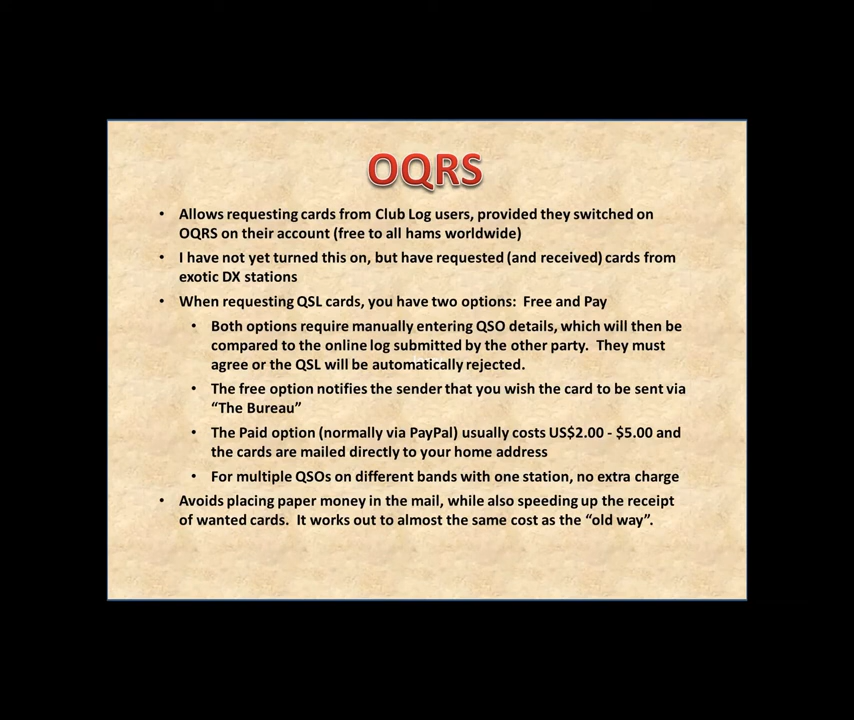 OQRS
• Allows requesting cards from Club Log users, provided they switched on
OQRS on their account (free to all hams worldwide)
• I have not yet turned this on, but have requested (and received) cards from
exotic DX stations
• When requesting QSL cards, you have two options:  Free and Pay
• Both options require manually entering QSO details, which will then be
compared to the online log submitted by the other party.  They must
agree or the QSL will be automatically rejected.
• The free option notifies the sender that you wish the card to be sent via
“The Bureau”
• The Paid option (normally via PayPal) usually costs US$2.00 - $5.00 and
the cards are mailed directly to your home address
• For multiple QSOs on different bands with one station, no extra charge
• Avoids placing paper money in the mail, while also speeding up the receipt
of wanted cards.  It works out to almost the same cost as the “old way”.